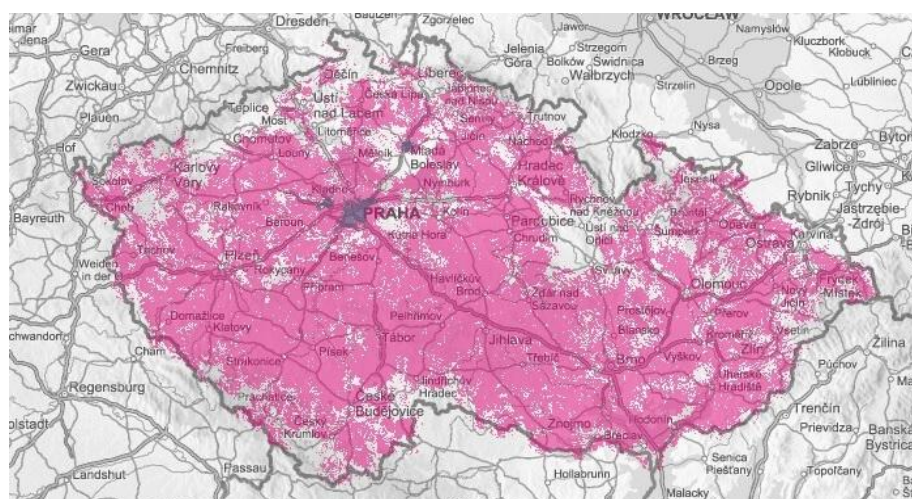 Dresden
Zgorzelec
Jawor
WROCŁAW
Namysłów
Kluczbork
Kłobuck
Jena
Gera
Freiberg
Jelenia
Góra
Strzegom
Bolków
Świdnica
Wałbrzych
Brzeg
Chemnitz
Zwickau
Děčín
Liberec
Strzelin
Opole
Lubliniec
Plauen
Teplice
Ústí
nad Labem
Česká Lípa
Jablonec
nad Nisou
Semily
Trutnov
Most
Litoměřice
Jičín
Kłodzko
Nysa
Hof
Chomutov
Louny
Mělník
Mladá
Boleslav
Náchod
Zabrze
Gliwice
Karlovy
Vary
Sokolov
Hradec
Králové
Jeseník
Tychy
Rybnik
Jastrzębie-
Zdrój
Cheb
Kladno
Nymburk
Rychnov
nad Kněžnou
Rakovník
PRAHA
Kolín
Pardubice
Bruntál
Opava
Bayreuth
Beroun
Kutná Hora
Chrudim
Ústí nad
Orlicí
Šumperk
Ostrava
Karviná
Tachov
Plzeň
Benešov
Svitavy
Weiden
in der
Rokycany
Příbram
Havlíčkův
Brod
Žďár nad
Sázavou
Olomouc
Nový
Jičín
Frýdek
Místek
Prostějov
Přerov
Domažlice
Klatovy
Pelhřimov
Blansko
Kroměříž
Vsetín
Schwandorf
Cham
Písek
Tábor
Jihlava
Třebíč
Brno
Vyškov
Zlín
Žilina
Strakonice
Uherské
Hradiště
Púchov
Regensburg
Prachatice
České
Budějovice
Jindřichův
Hradec
Trenčín
Český
Krumlov
Znojmo
Hodonín
Břeclav
Prievidza
Banská
Bystrica
Landshut
Passau
Hollabrunn
Senica
Piešťany
Topoľčany
Malacky